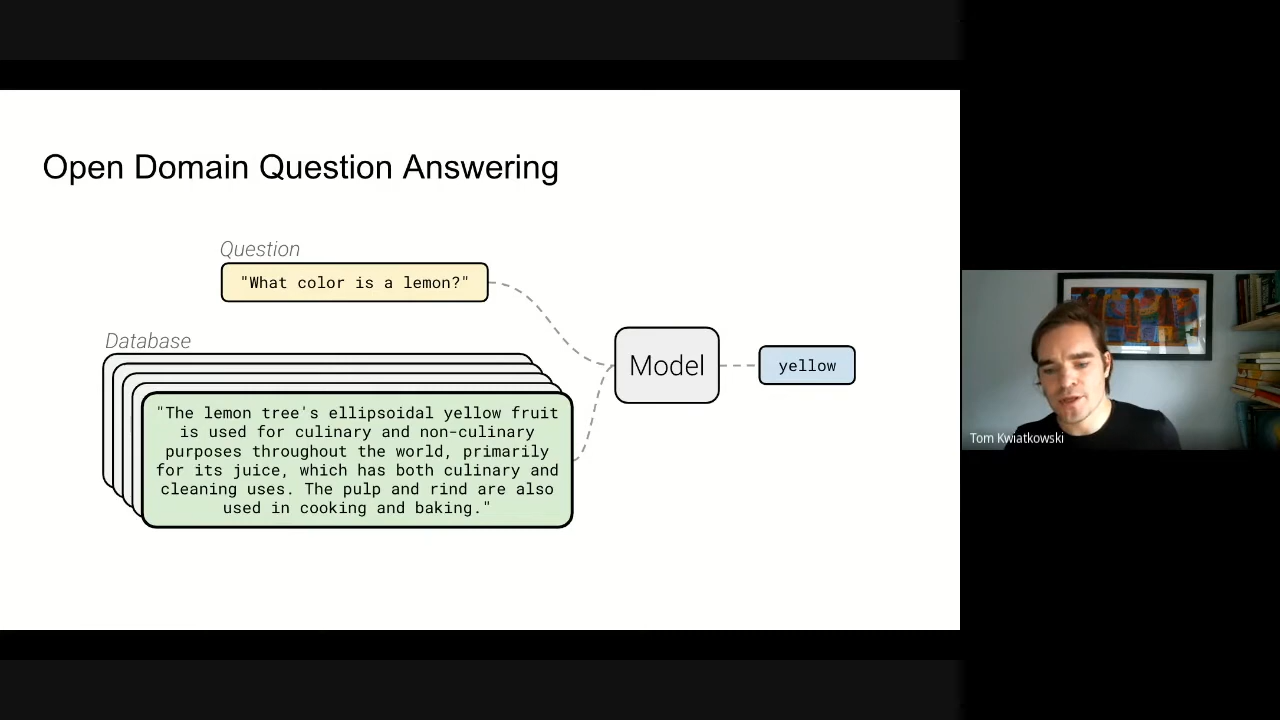 Open Domain Question Answering
Question
"What color is a lemon?"
Database
"The lemon tree's ellipsoidal yellow fruit
is used for culinary and non-culinary
purposes throughout the world, primarily
for its juice, which has both culinary and
cleaning uses. The pulp and rind are also
used in cooking and baking."
Model
yellow
Tom Kwiatkowski